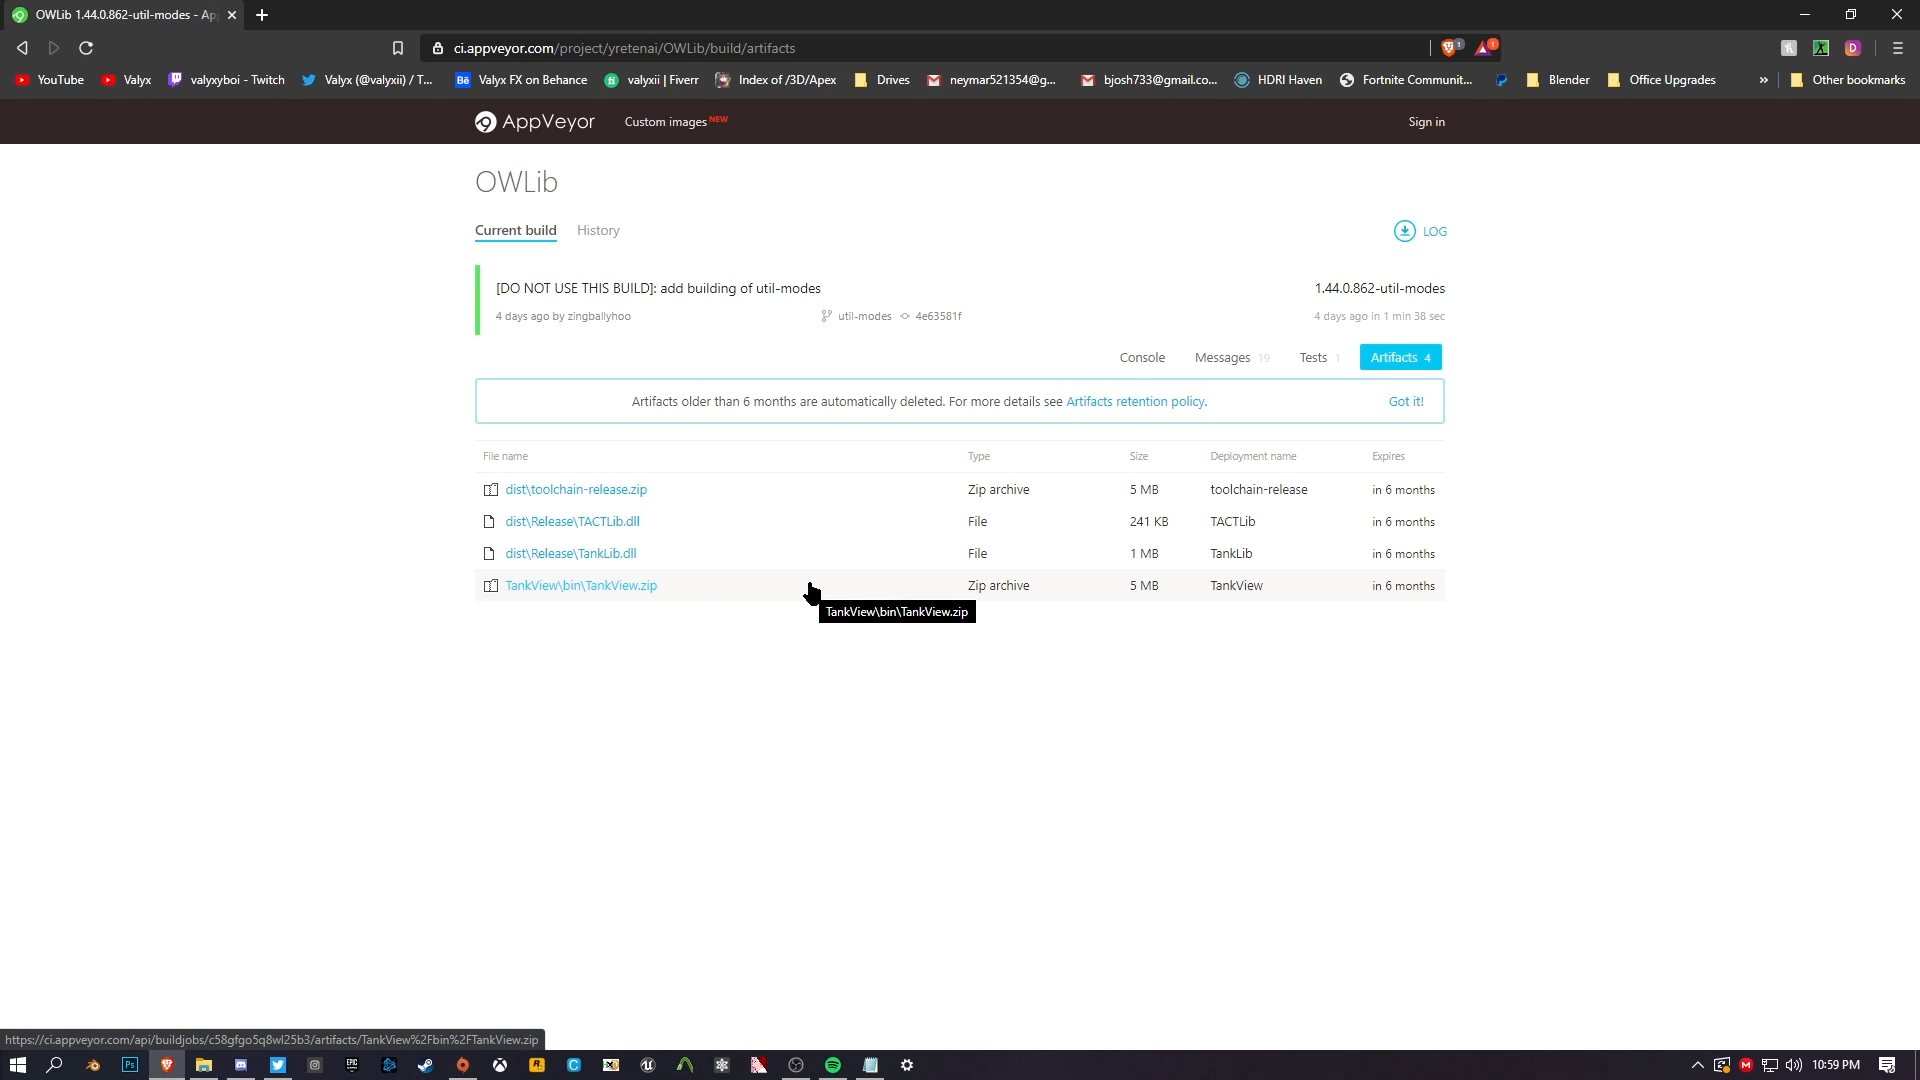 OWLib 1.44.0.862-util-modes - App
ci.appveyor.com/project/yretenai/OWLib/build/artifacts
1
1
YouTube
Valyx
valyxyboi - Twitch
Valyx (@valyxii) / T...
Valyx FX on Behance
valyxii | Fiverr
Index of /3D/Apex
Drives
neymar521354@g...
bjosh733@gmail.co...
HDRI Haven
Fortnite Communit...
Blender
Office Upgrades
»
Other bookmarks
AppVeyor
Custom images NEW
Sign in
OWLib
Current build
History
LOG
[DO NOT USE THIS BUILD]: add building of util-modes
1.44.0.862-util-modes
4 days ago by zingballyhoo
util-modes
4e63581f
4 days ago in 1 min 38 sec
Console
Messages 19
Tests 1
Artifacts 4
Artifacts older than 6 months are automatically deleted. For more details see Artifacts retention policy.
Got it!
File name Type Size Deployment name Expires
dist\toolchain-release.zip Zip archive 5 MB toolchain-release in 6 months
dist\Release\TACTLib.dll File 241 KB TACTLib in 6 months
dist\Release\TankLib.dll File 1 MB TankLib in 6 months
TankView\bin\TankView.zip Zip archive 5 MB TankView in 6 months
TankView\bin\TankView.zip
https://ci.appveyor.com/api/buildjobs/c58gfgo5q8wl25b3/artifacts/TankView%2Fbin%2FTankView.zip
10:59 PM